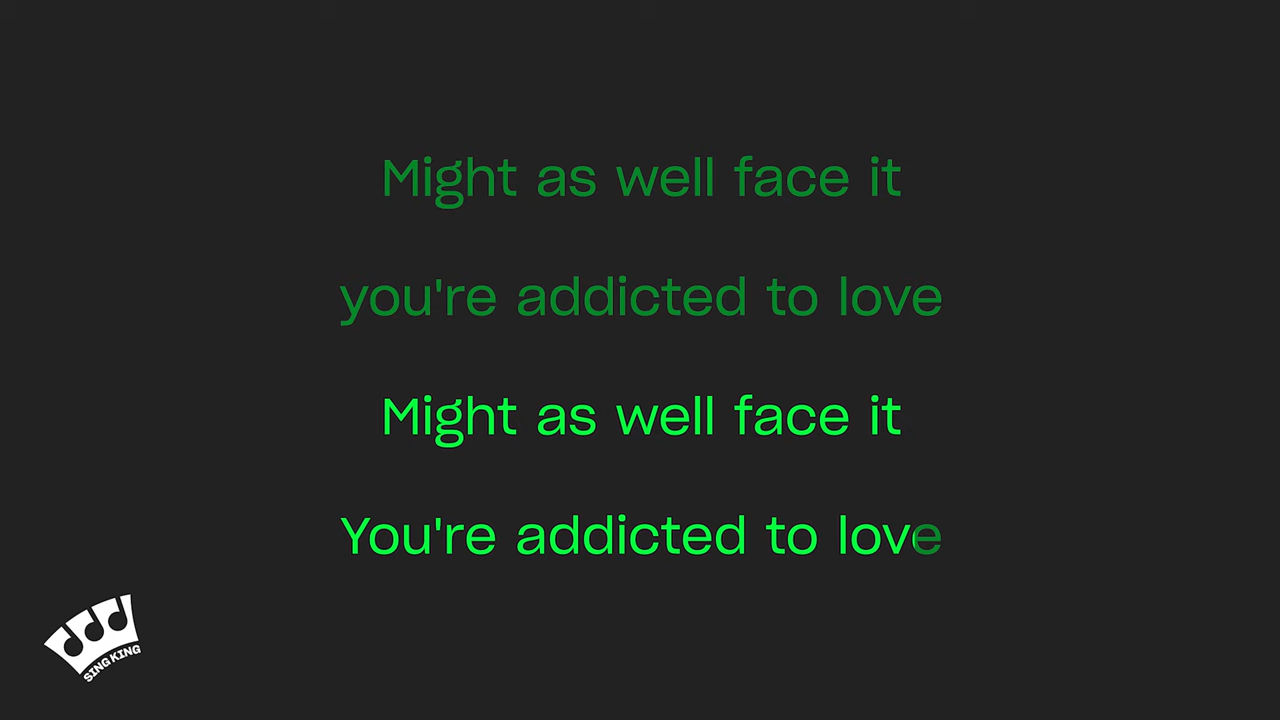 Might as well face it
you're addicted to love
Might as well face it
You're addicted to love
SING KING